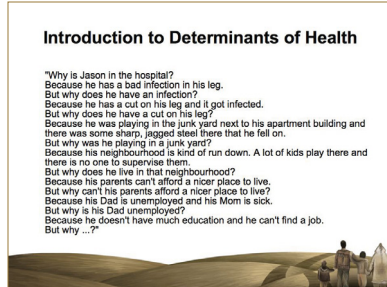 Introduction to Determinants of Health
"Why is Jason in the hospital?
Because he has a bad infection in his leg.
But why does he have an infection?
Because he has a cut on his leg and it got infected.
But why does he have a cut on his leg?
Because he was playing in the junk yard next to his apartment building and
there was some sharp, jagged steel there that he fell on.
But why was he playing in a junk yard?
Because his neighbourhood is kind of run down. A lot of kids play there and
there is no one to supervise them.
But why does he live in that neighbourhood?
Because his parents can't afford a nicer place to live.
But why can't his parents afford a nicer place to live?
Because his Dad is unemployed and his Mom is sick.
But why is his Dad unemployed?
Because he doesn't have much education and he can't find a job.
But why ...?"